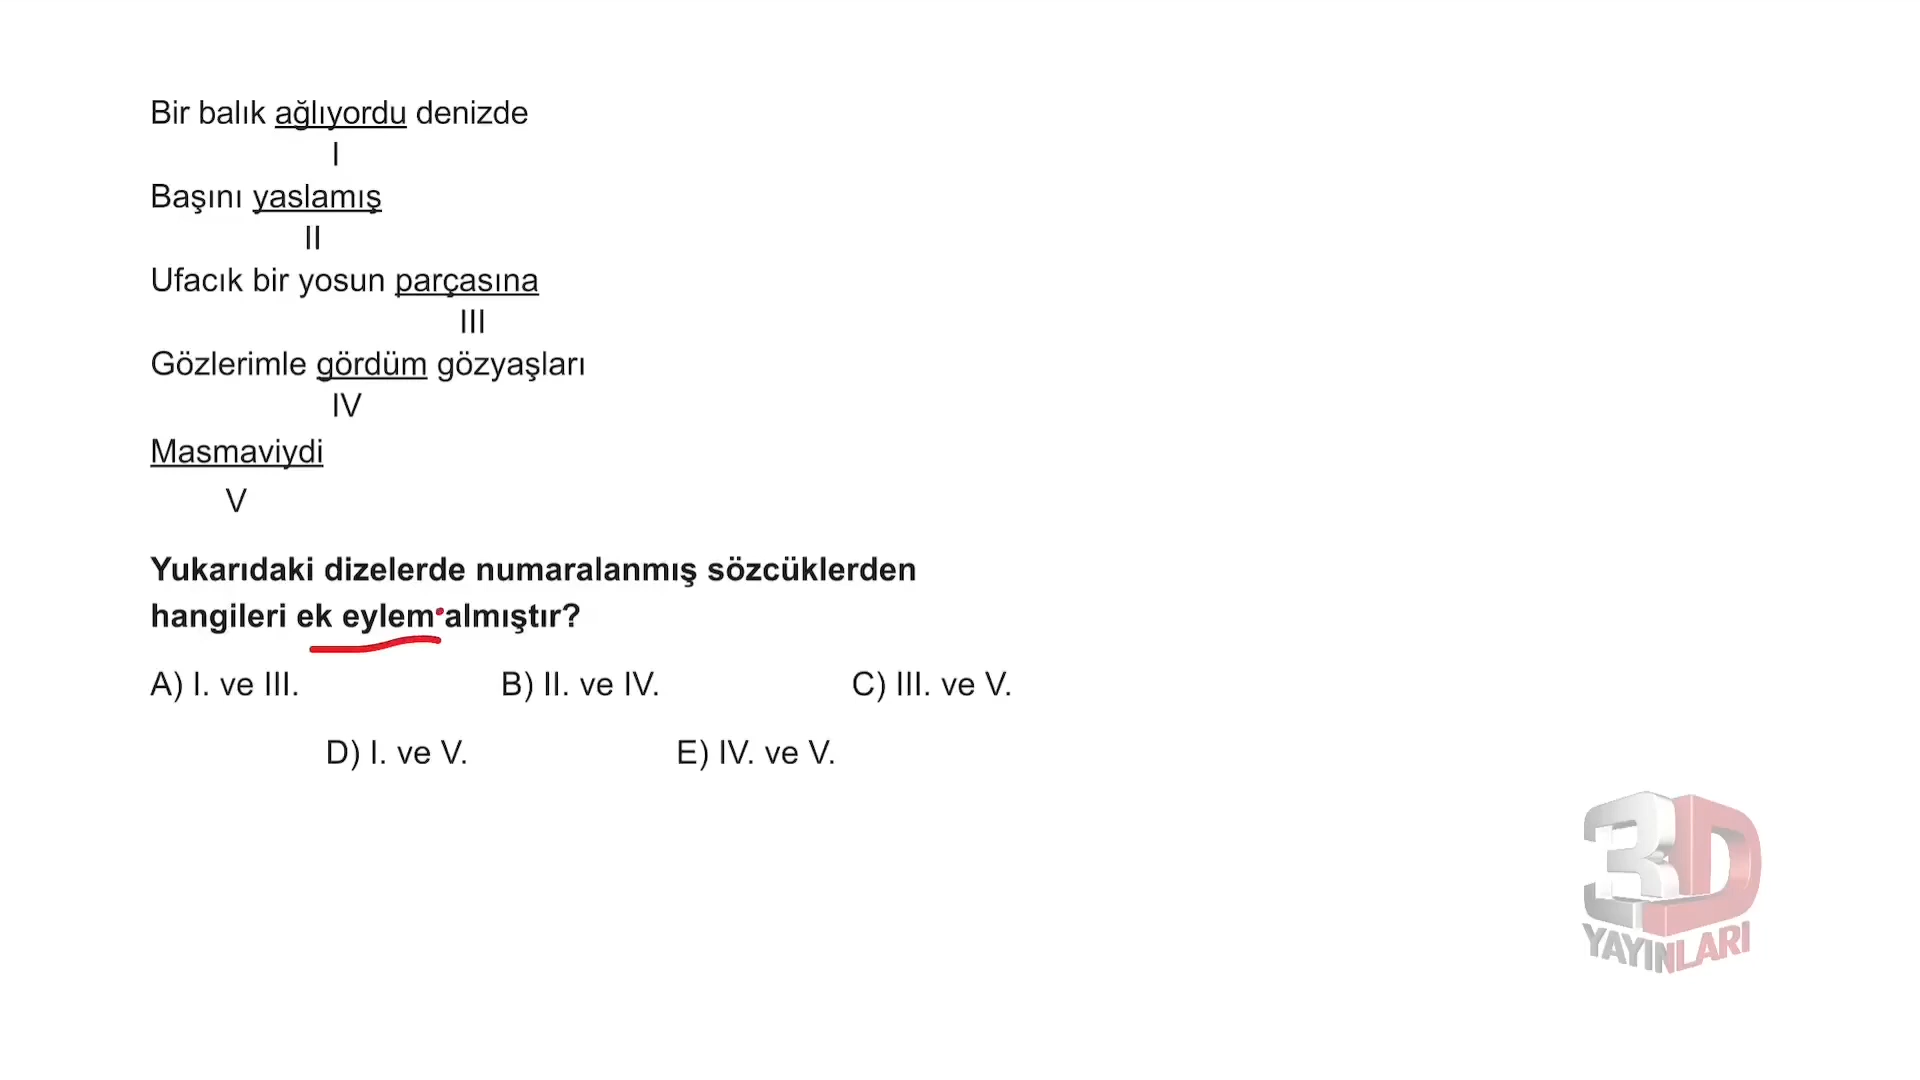 Bir balık ağlıyordu denizde
I
Başını yaslamış
II
Ufacık bir yosun parçasına
III
Gözlerimle gördüm gözyaşları
IV
Masmaviydi
V
Yukarıdaki dizelerde numaralanmış sözcüklerden
hangileri ek eylem almıştır?
A) I. ve III. B) II. ve IV. C) III. ve V.
D) I. ve V. E) IV. ve V.
3D
YAYINLARI